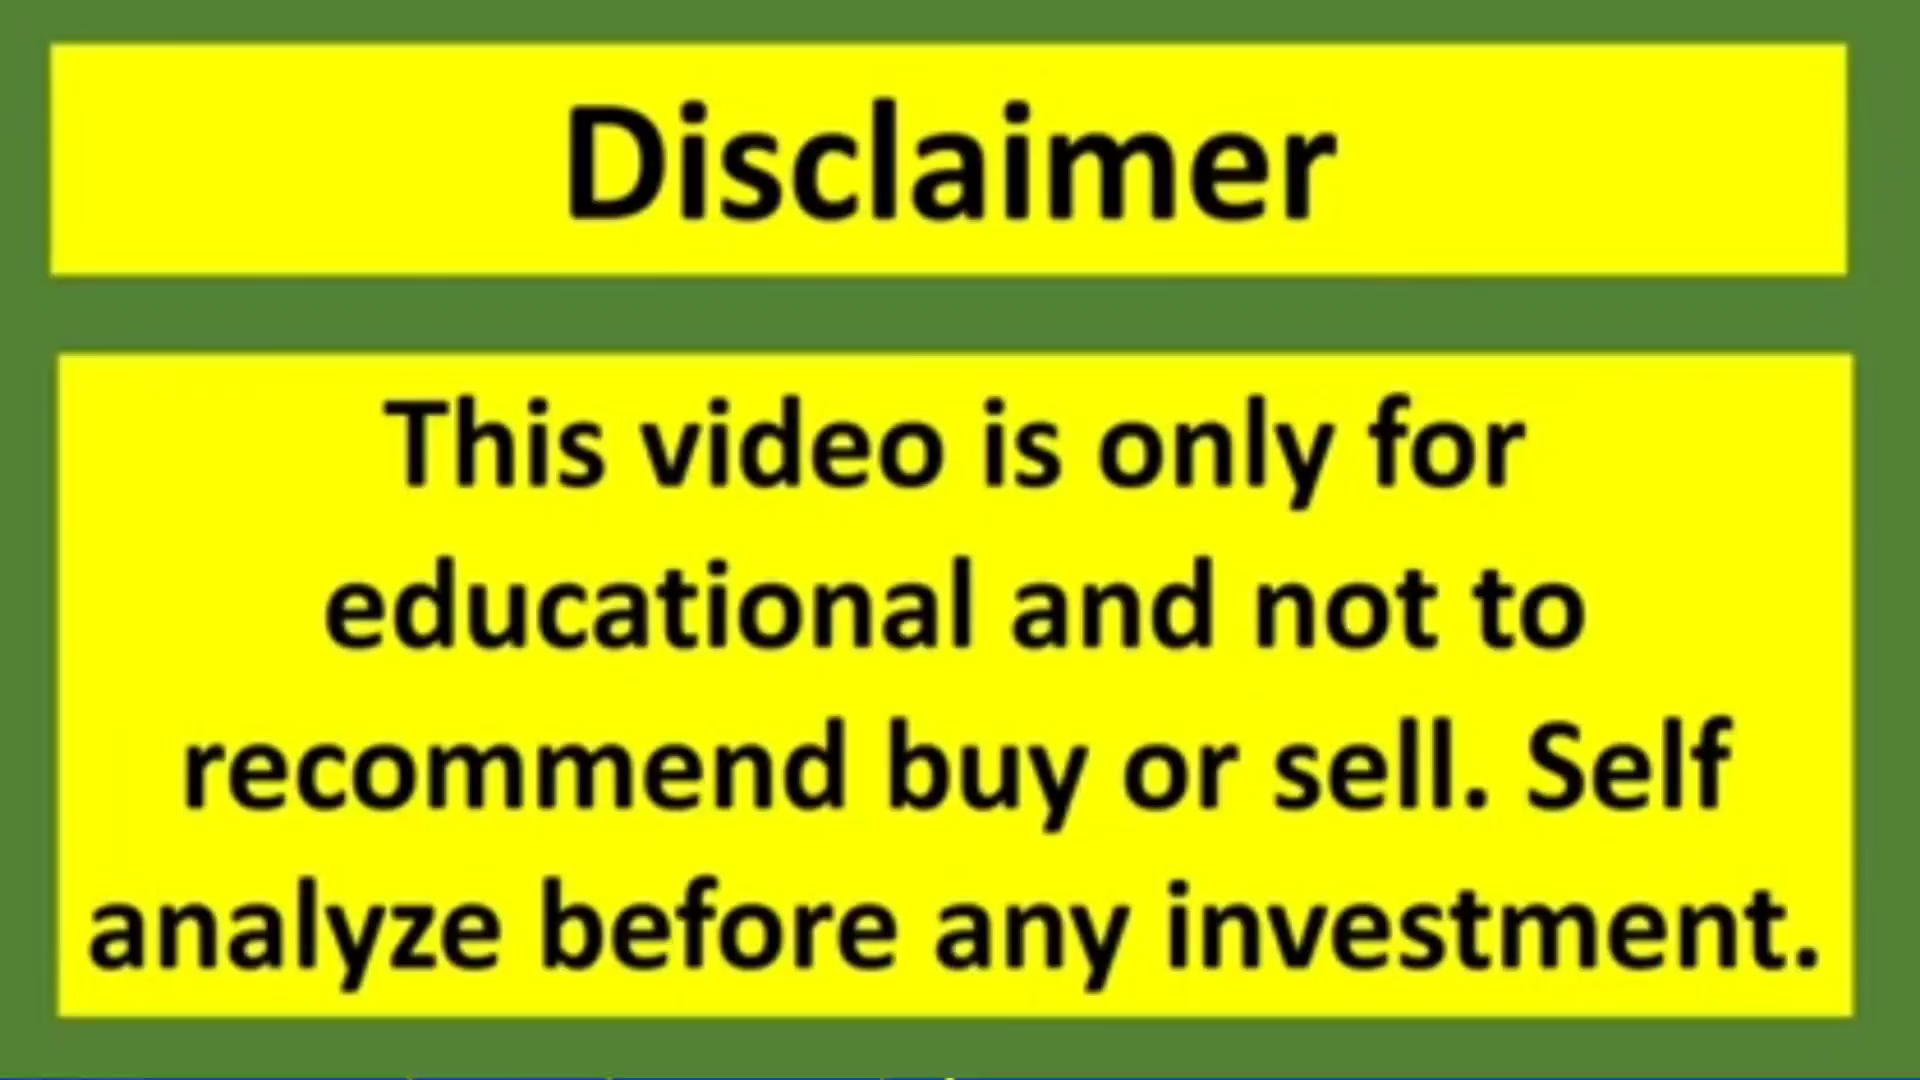 Disclaimer
This video is only for
educational and not to
recommend buy or sell. Self
analyze before any investment.